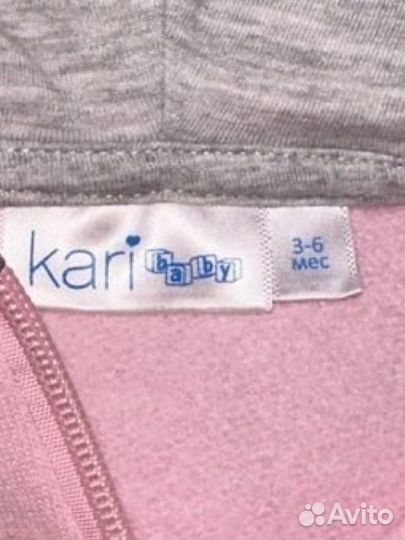 kari baby
3-6
мес
Avito